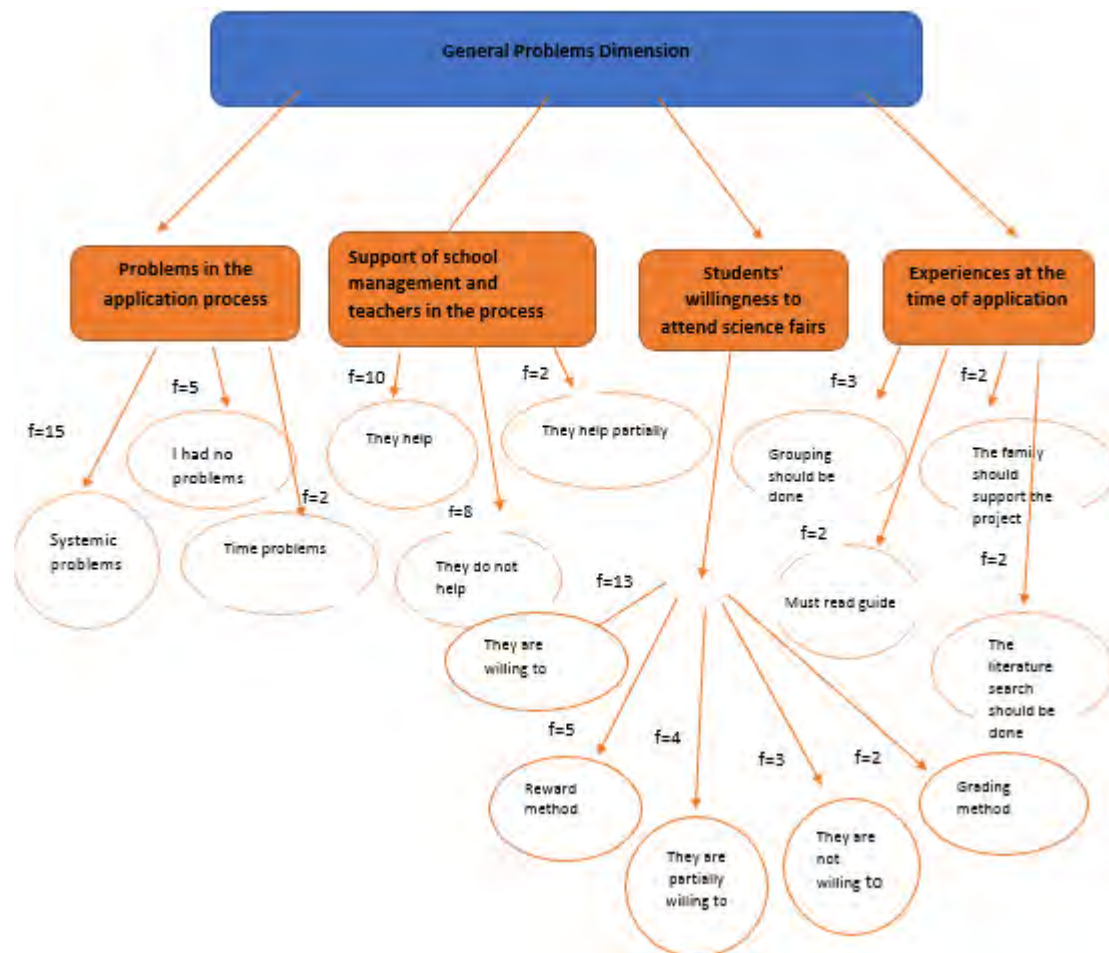 General Problems Dimension
Problems in the
application process
Support of school
management and
teachers in the process
Students'
willingness to
attend science fairs
Experiences at the
time of application
f=15
f=5
f=2
f=10
f=8
f=2
f=13
f=3
f=2
f=2
f=2
Systemic
problems
I had no
problems
Time problems
They help
They do not
help
They help partially
Grouping
should be
done
Must read guide
The family
should
support the
project
The
literature
search
should be
done
They are
willing to
f=5
f=4
f=3
f=2
Reward
method
They are
partially
willing to
They are
not
willing to
Grading
method